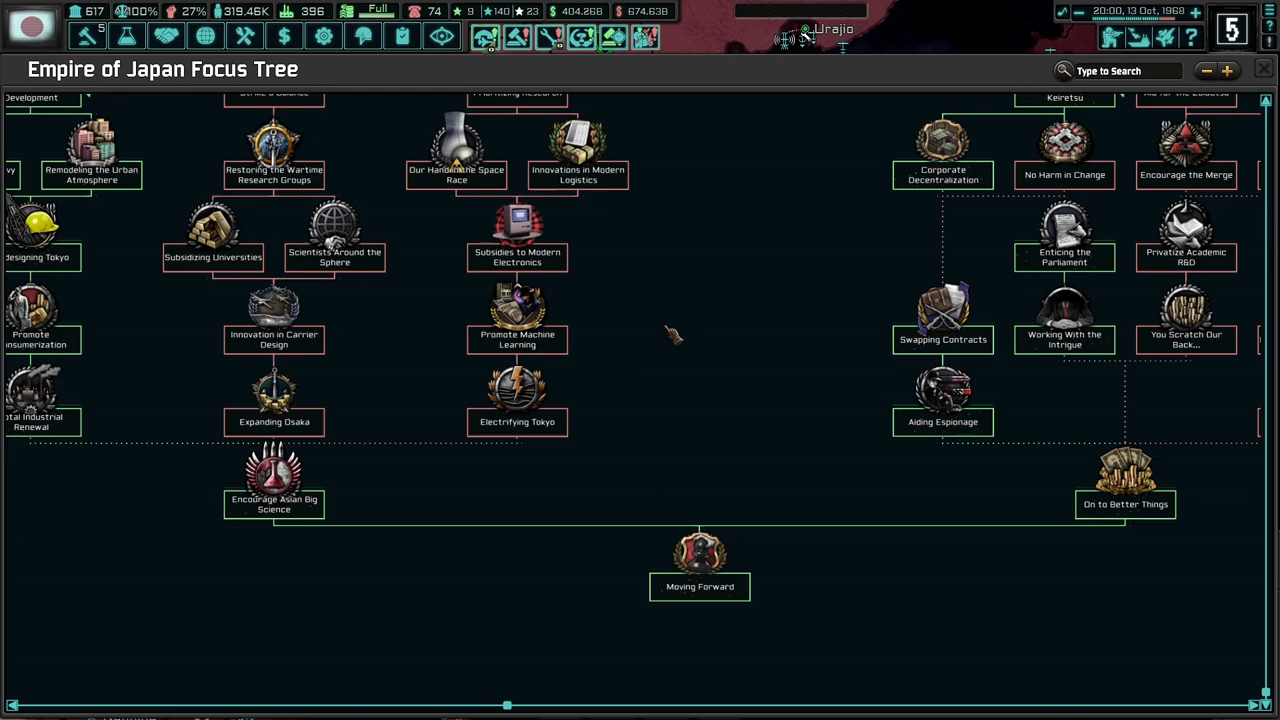 617 100% 27% 319.46K 396 Full 74 9 140 23 $ 404.26B $ 674.63B
Urajio
20:00, 13 Oct, 1968
5
5
Empire of Japan Focus Tree
Type to Search
Development
Keiretsu
Remodeling the Urban
Atmosphere
Restoring the Wartime
Research Groups
Our Hand in the Space
Race
Innovations in Modern
Logistics
Corporate
Decentralization
No Harm in Change
Encourage the Merge
designing Tokyo
Subsidizing Universities
Scientists Around the
Sphere
Subsidies to Modern
Electronics
Enticing the
Parliament
Privatize Academic
R&D
Promote
nsumerization
Innovation in Carrier
Design
Promote Machine
Learning
Swapping Contracts
Working With the
Intrigue
You Scratch Our
Back...
otal Industrial
Renewal
Expanding Osaka
Electrifying Tokyo
Aiding Espionage
Encourage Asian Big
Science
On to Better Things
Moving Forward